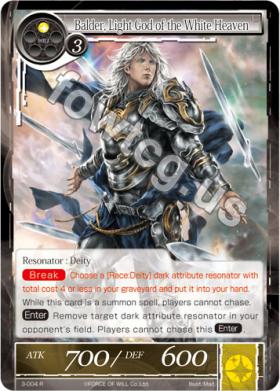 Balder, Light God of the White Heaven
WILL
3
fowtcg.us
Resonator : Deity
Break Choose a [Race:Deity] dark attribute resonator with
total cost 4 or less in your graveyard and put it into your hand.
While this card is a summon spell, players cannot chase.
Enter Remove target dark attribute resonator in your
opponent's field. Players cannot chase this Enter.
ATK 700/ DEF 600
3-004 R ©FORCE OF WILL Co.,Ltd.